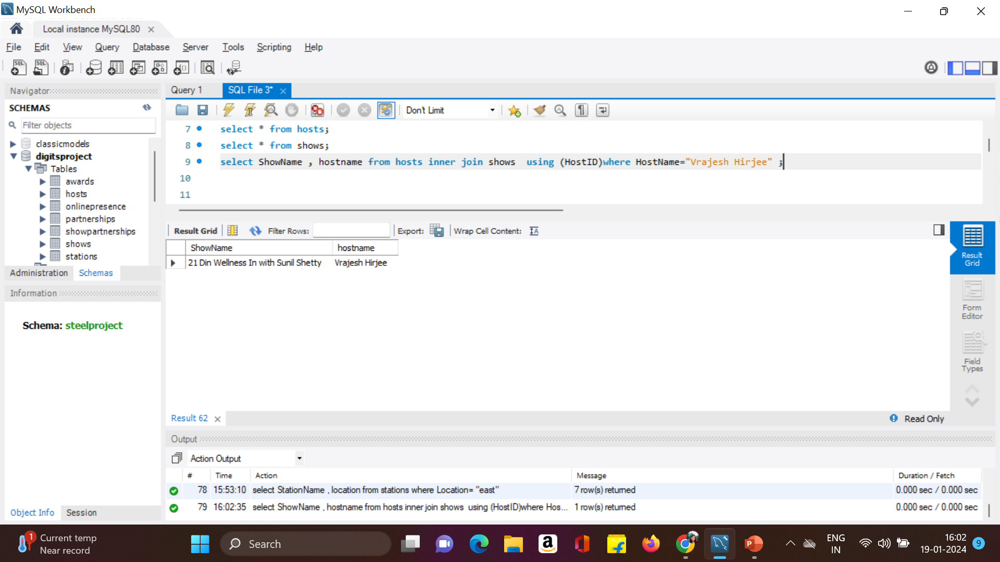 MySQL Workbench
Local instance MySQL80
File Edit View Query Database Server Tools Scripting Help
Navigator
SCHEMAS
Filter objects
classicmodels
digitsproject
Tables
awards
hosts
onlinepresence
partnerships
showpartnerships
shows
stations
Administration Schemas
Information
Schema: steelproject
Object Info Session
Query 1 SQL File 3*
Don't Limit
7 select * from hosts;
8 select * from shows;
9 select ShowName , hostname from hosts inner join shows using (HostID)where HostName="Vrajesh Hirjee" ;
10
11
Result Grid Filter Rows: Export: Wrap Cell Content:
ShowName hostname
21 Din Wellness In with Sunil Shetty Vrajesh Hirjee
Result
Grid
Form
Editor
Field
Types
Result 62 Read Only
Output
Action Output
# Time Action Message Duration / Fetch
78 15:53:10 select StationName , location from stations where Location= "east" 7 row(s) returned 0.000 sec / 0.000 sec
79 16:02:35 select ShowName , hostname from hosts inner join shows using (HostID)where Hos... 1 row(s) returned 0.000 sec / 0.000 sec
1 Current temp
Near record
Search
ENG
IN
16:02
19-01-2024
9